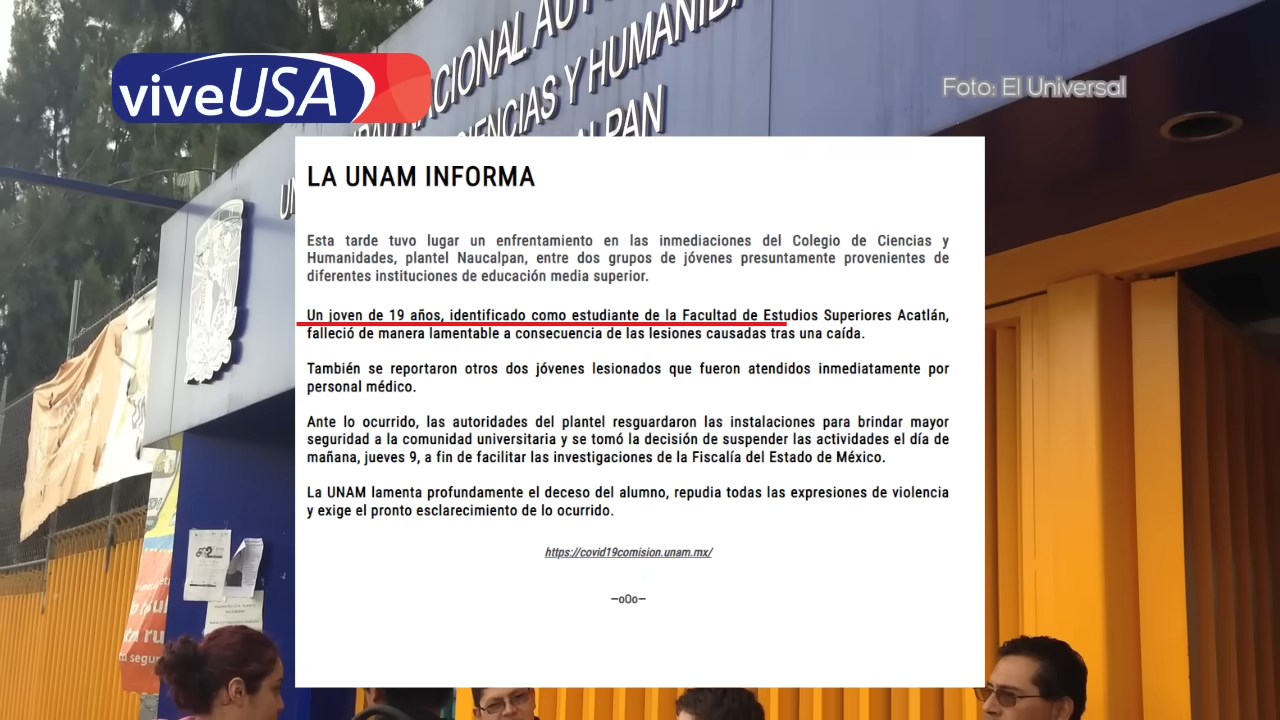 viveUSA
Foto: El Universal
NACIONAL
CIENCIAS Y HUMANIDA
LA UNAM INFORMA
Esta tarde tuvo lugar un enfrentamiento en las inmediaciones del Colegio de Ciencias y
Humanidades, plantel Naucalpan, entre dos grupos de jóvenes presuntamente provenientes de
diferentes instituciones de educación media superior.
Un joven de 19 años, identificado como estudiante de la Facultad de Estudios Superiores Acatlán,
falleció de manera lamentable a consecuencia de las lesiones causadas tras una caída.
También se reportaron otros dos jóvenes lesionados que fueron atendidos inmediatamente por
personal médico.
Ante lo ocurrido, las autoridades del plantel resguardaron las instalaciones para brindar mayor
seguridad a la comunidad universitaria y se tomó la decisión de suspender las actividades el día de
mañana, jueves 9, a fin de facilitar las investigaciones de la Fiscalía del Estado de México.
La UNAM lamenta profundamente el deceso del alumno, repudia todas las expresiones de violencia
y exige el pronto esclarecimiento de lo ocurrido.
https://covid19comision.unam.mx/
—oOo—